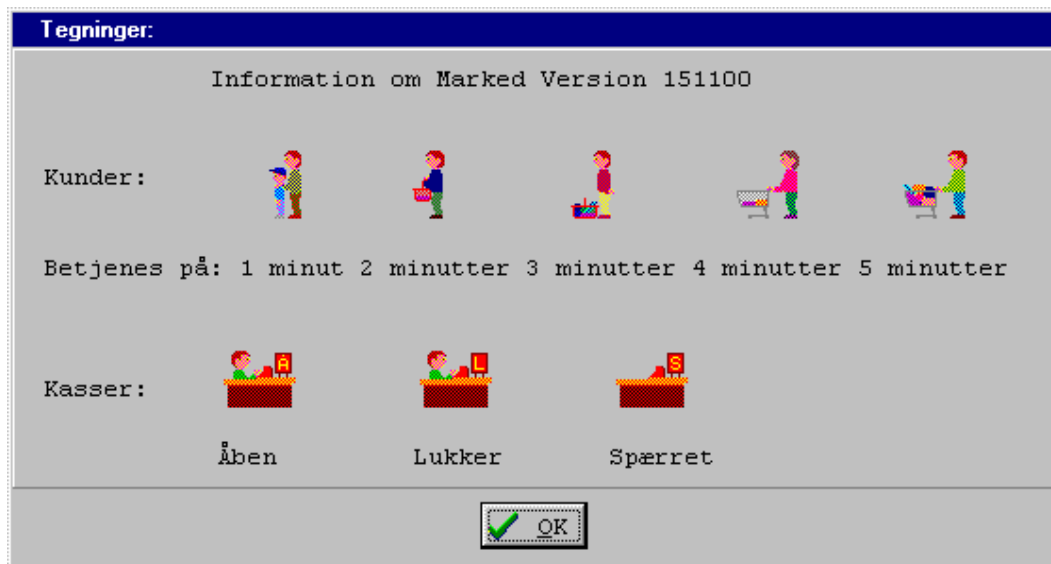 Tegninger:
Information om Marked Version 151100
Kunder:
Betjenes på: 1 minut 2 minutter 3 minutter 4 minutter 5 minutter
Å L S
Kasser:
Åben Lukker Spærret
OK